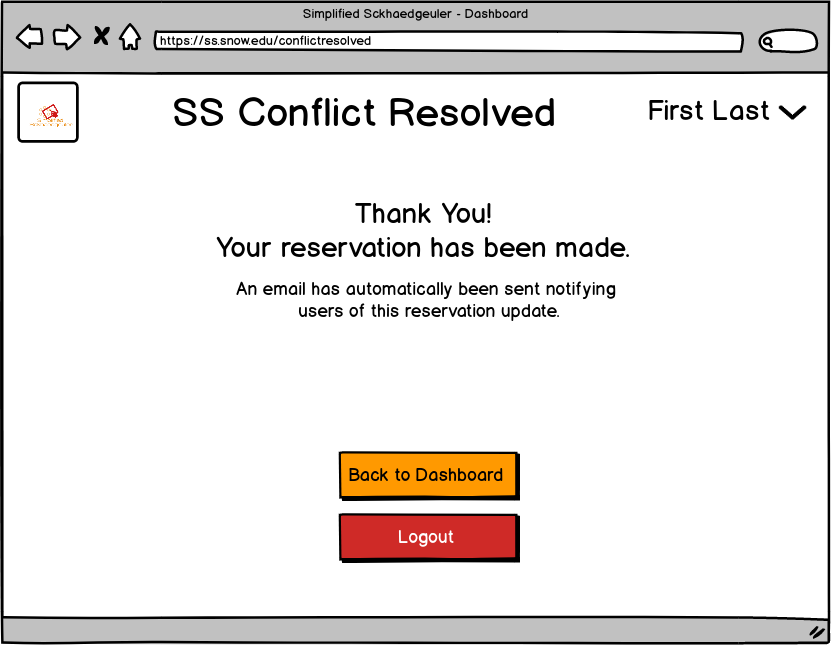 Simplified Sckhaedgeuler - Dashboard
https://ss.snow.edu/conflictresolved
SS Conflict Resolved
First Last
Thank You!
Your reservation has been made.
An email has automatically been sent notifying
users of this reservation update.
Back to Dashboard
Logout